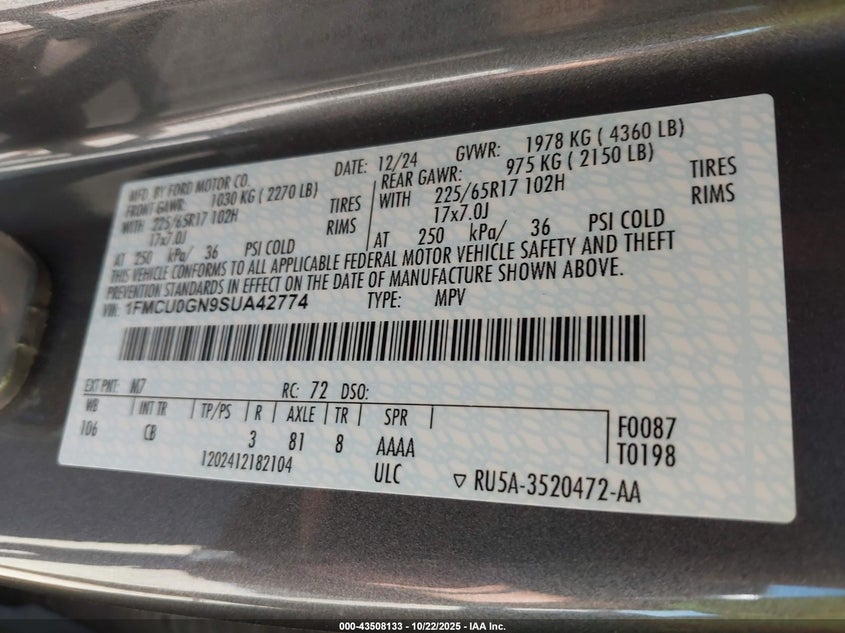 MFD. BY FORD MOTOR CO.
DATE: 12/24 GVWR: 1978 KG ( 4360 LB)
FRONT GAWR: 1030 KG ( 2270 LB)
REAR GAWR: 975 KG ( 2150 LB)
WITH 225/65R17 102H TIRES
WITH 225/65R17 102H TIRES
17x7.0J RIMS
17x7.0J RIMS
AT 250 kPa/ 36 PSI COLD
AT 250 kPa/ 36 PSI COLD
THIS VEHICLE CONFORMS TO ALL APPLICABLE FEDERAL MOTOR VEHICLE SAFETY AND THEFT
PREVENTION STANDARDS IN EFFECT ON THE DATE OF MANUFACTURE SHOWN ABOVE.
VIN: 1FMCU0GN9SUA42774 TYPE: MPV
EXT PNT: M7 RC: 72 DSO:
WB INT TR TP/PS R AXLE TR SPR
106 CB 3 81 8 AAAA
F0087
T0198
120241218​2104 ULC
RU5A-3520472-AA
000-43508133 - 10/22/2025 - IAA Inc.